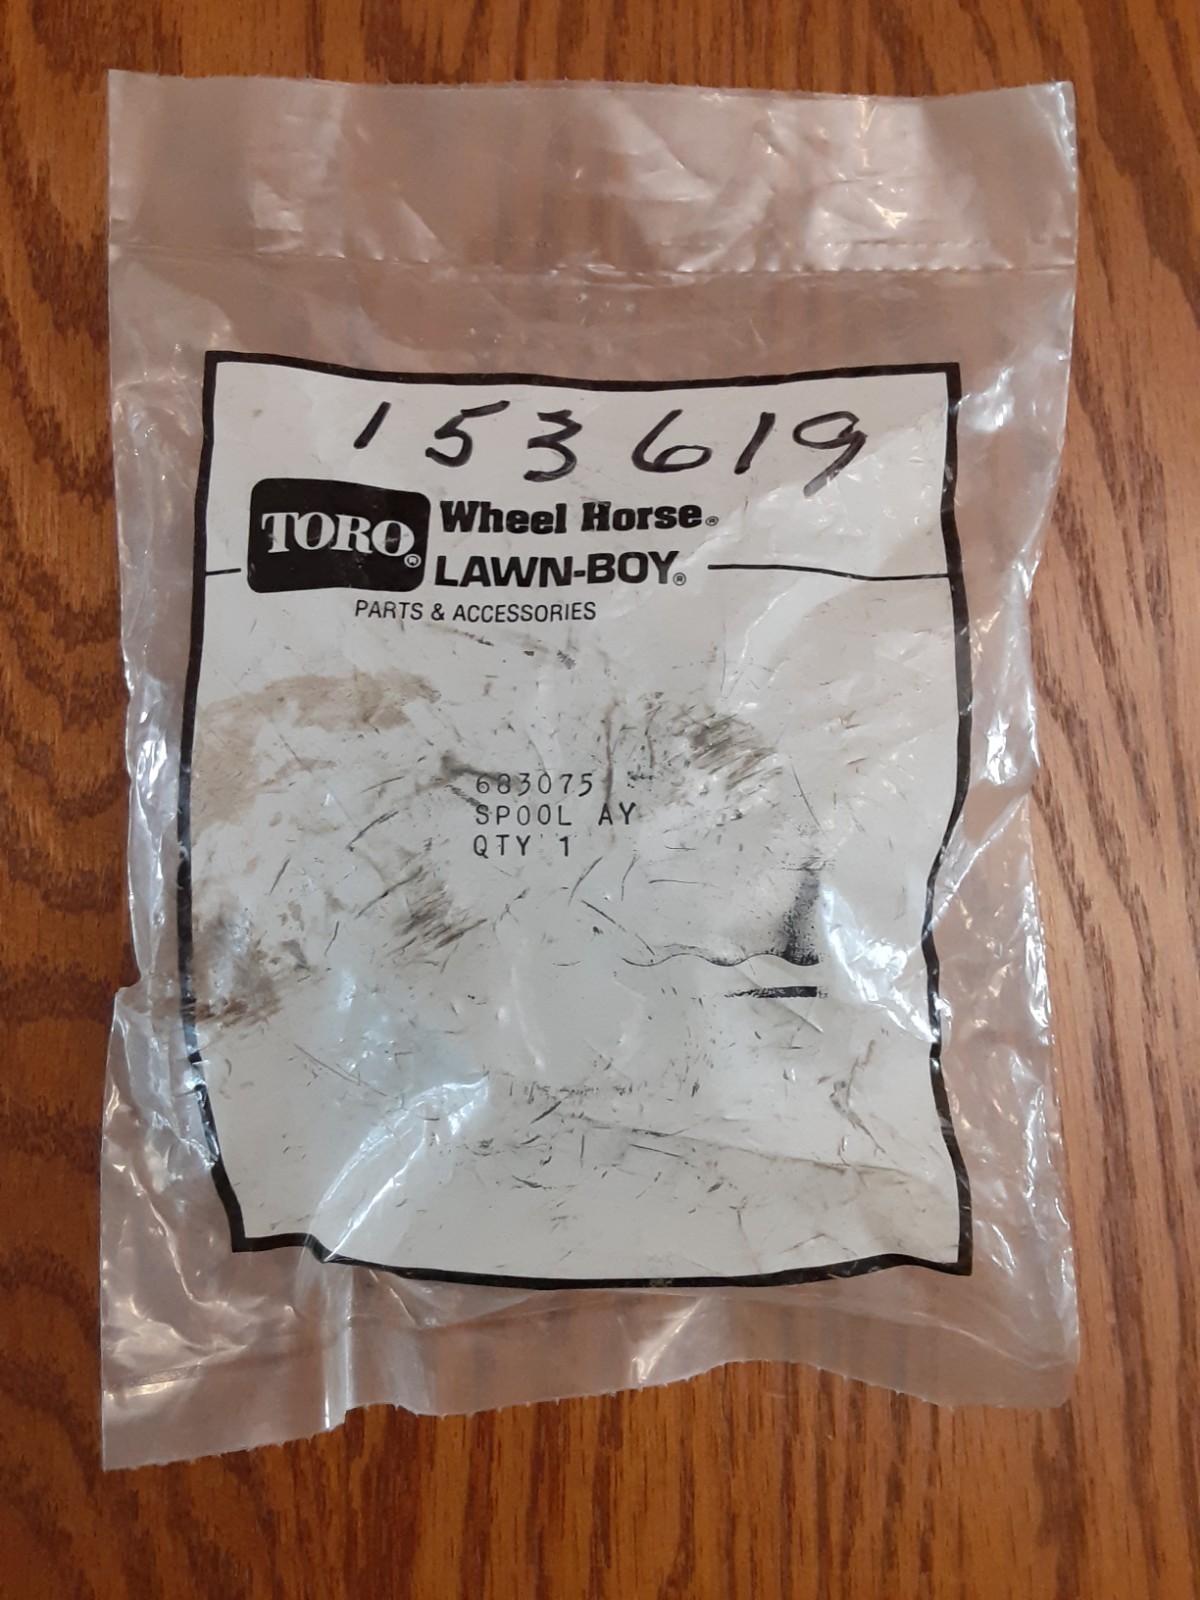 153619
TORO®
Wheel Horse®
LAWN-BOY®
PARTS & ACCESSORIES
683075
SPOOL AY
QTY 1